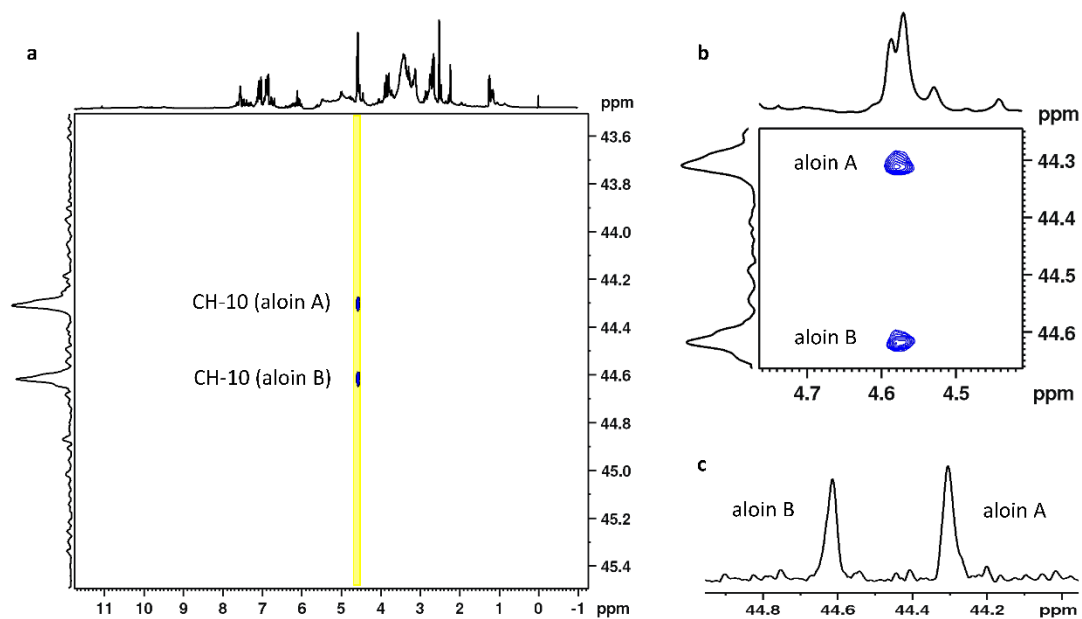 a
ppm
43.6
43.8
44.0
44.2
CH-10 (aloin A)
44.4
CH-10 (aloin B)
44.6
44.8
45.0
45.2
45.4
11 10 9 8 7 6 5 4 3 2 1 0 -1 ppm
b
ppm
aloin A
44.3
44.4
44.5
aloin B
44.6
4.7 4.6 4.5 ppm
c
aloin B
aloin A
44.8 44.6 44.4 44.2 ppm